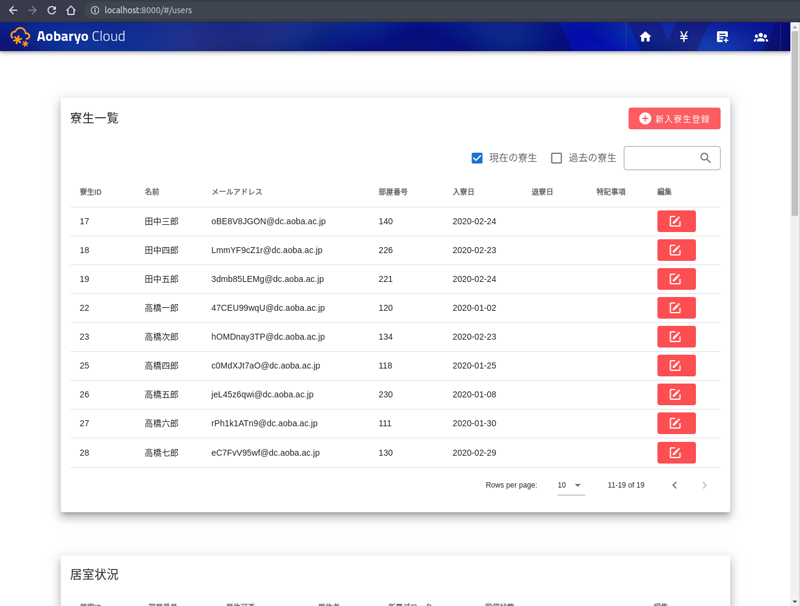 localhost:8000/#/users
Aobaryo Cloud
寮生一覧
新入寮生登録
現在の寮生 過去の寮生
寮生ID 名前 メールアドレス 部屋番号 入寮日 退寮日 特記事項 編集
17 田中三郎 oBE8V8JGON@dc.aoba.ac.jp 140 2020-02-24
18 田中四郎 LmmYF9cZ1r@dc.aoba.ac.jp 226 2020-02-23
19 田中五郎 3dmb85LEMg@dc.aoba.ac.jp 221 2020-02-24
22 高橋一郎 47CEU99wqU@dc.aoba.ac.jp 120 2020-01-02
23 高橋次郎 hOMDnay3TP@dc.aoba.ac.jp 134 2020-02-23
25 高橋四郎 c0MdXJt7aO@dc.aoba.ac.jp 118 2020-01-25
26 高橋五郎 jeL45z6qwi@dc.aoba.ac.jp 230 2020-01-08
27 高橋六郎 rPh1k1ATn9@dc.aoba.ac.jp 111 2020-01-30
28 高橋七郎 eC7FvV95wf@dc.aoba.ac.jp 130 2020-02-29
Rows per page: 10 11-19 of 19
居室状況